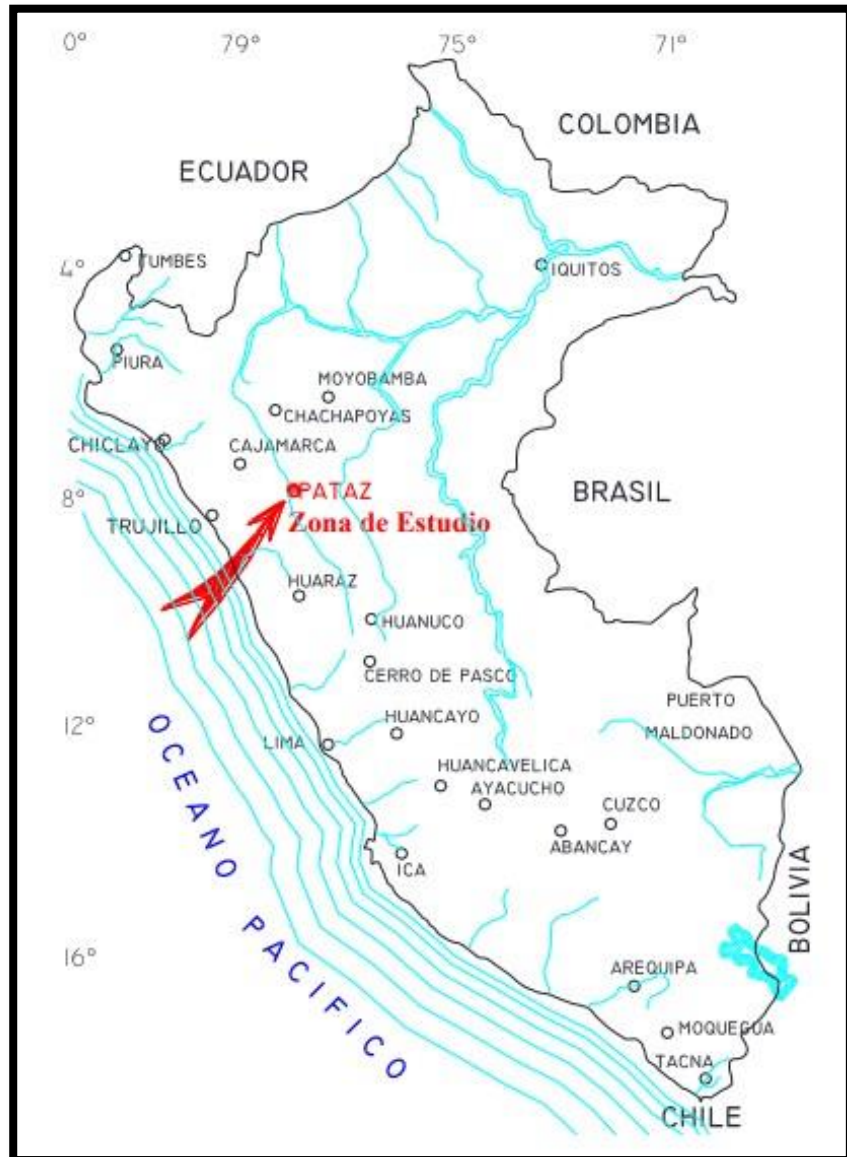 0° 79° 75° 71°
COLOMBIA
ECUADOR
TUMBES
4°
IQUITOS
PIURA
MOYOBAMBA
CHACHAPOYAS
CHICLAYO
CAJAMARCA
PATAZ
BRASIL
8°
Zona de Estudio
TRUJILLO
HUARAZ
HUANUCO
CERRO DE PASCO
PUERTO
MALDONADO
HUANCAYO
12°
LIMA
HUANCAVELICA
AYACUCHO
CUZCO
ABANCAY
ICA
OCEANO PACIFICO
BOLIVIA
16°
AREQUIPA
MOQUEGUA
TACNA
CHILE